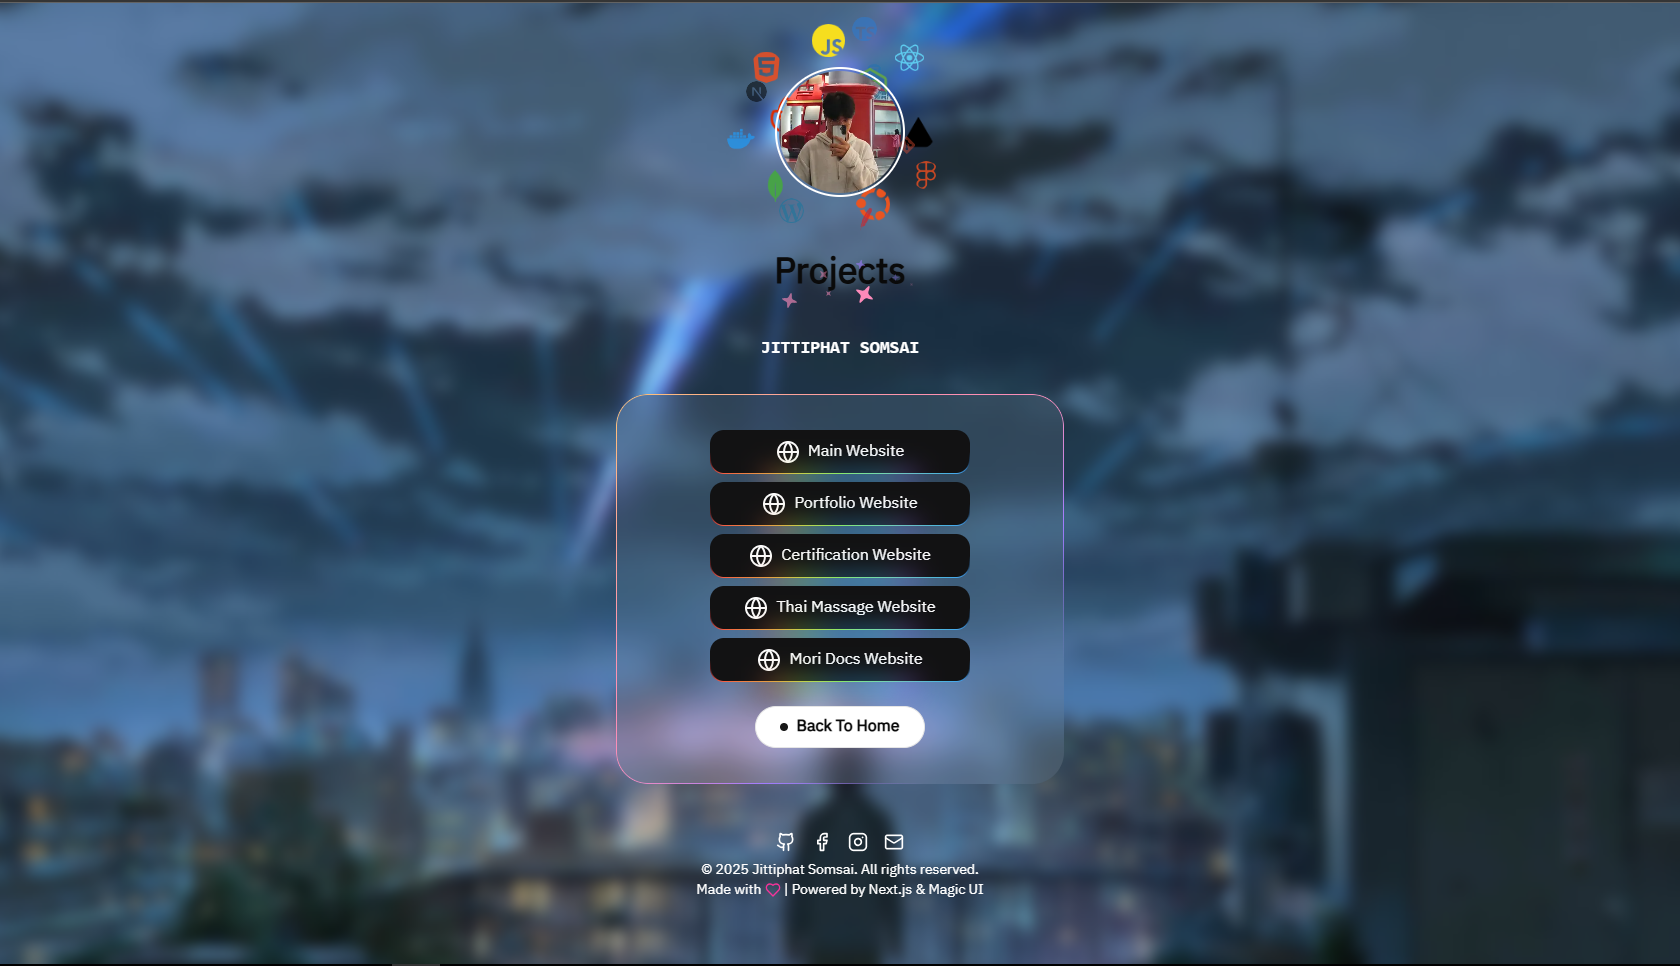 JS
N
Projects
JITTIPHAT SOMSAI
Main Website
Portfolio Website
Certification Website
Thai Massage Website
Mori Docs Website
Back To Home
© 2025 Jittiphat Somsai. All rights reserved.
Made with | Powered by Next.js & Magic UI